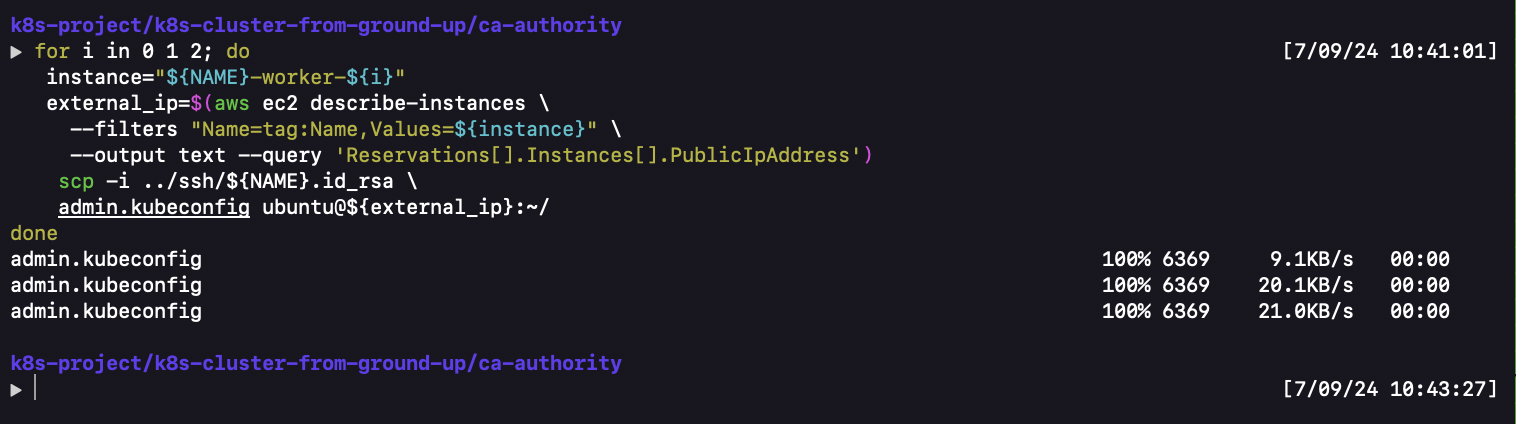 k8s-project/k8s-cluster-from-ground-up/ca-authority
▶ for i in 0 1 2; do [7/09/24 10:41:01]
instance="${NAME}-worker-${i}"
external_ip=$(aws ec2 describe-instances \
--filters "Name=tag:Name,Values=${instance}" \
--output text --query 'Reservations[].Instances[].PublicIpAddress')
scp -i ../ssh/${NAME}.id_rsa \
admin.kubeconfig ubuntu@${external_ip}:~/
done
admin.kubeconfig 100% 6369 9.1KB/s 00:00
admin.kubeconfig 100% 6369 20.1KB/s 00:00
admin.kubeconfig 100% 6369 21.0KB/s 00:00
k8s-project/k8s-cluster-from-ground-up/ca-authority
▶ [7/09/24 10:43:27]